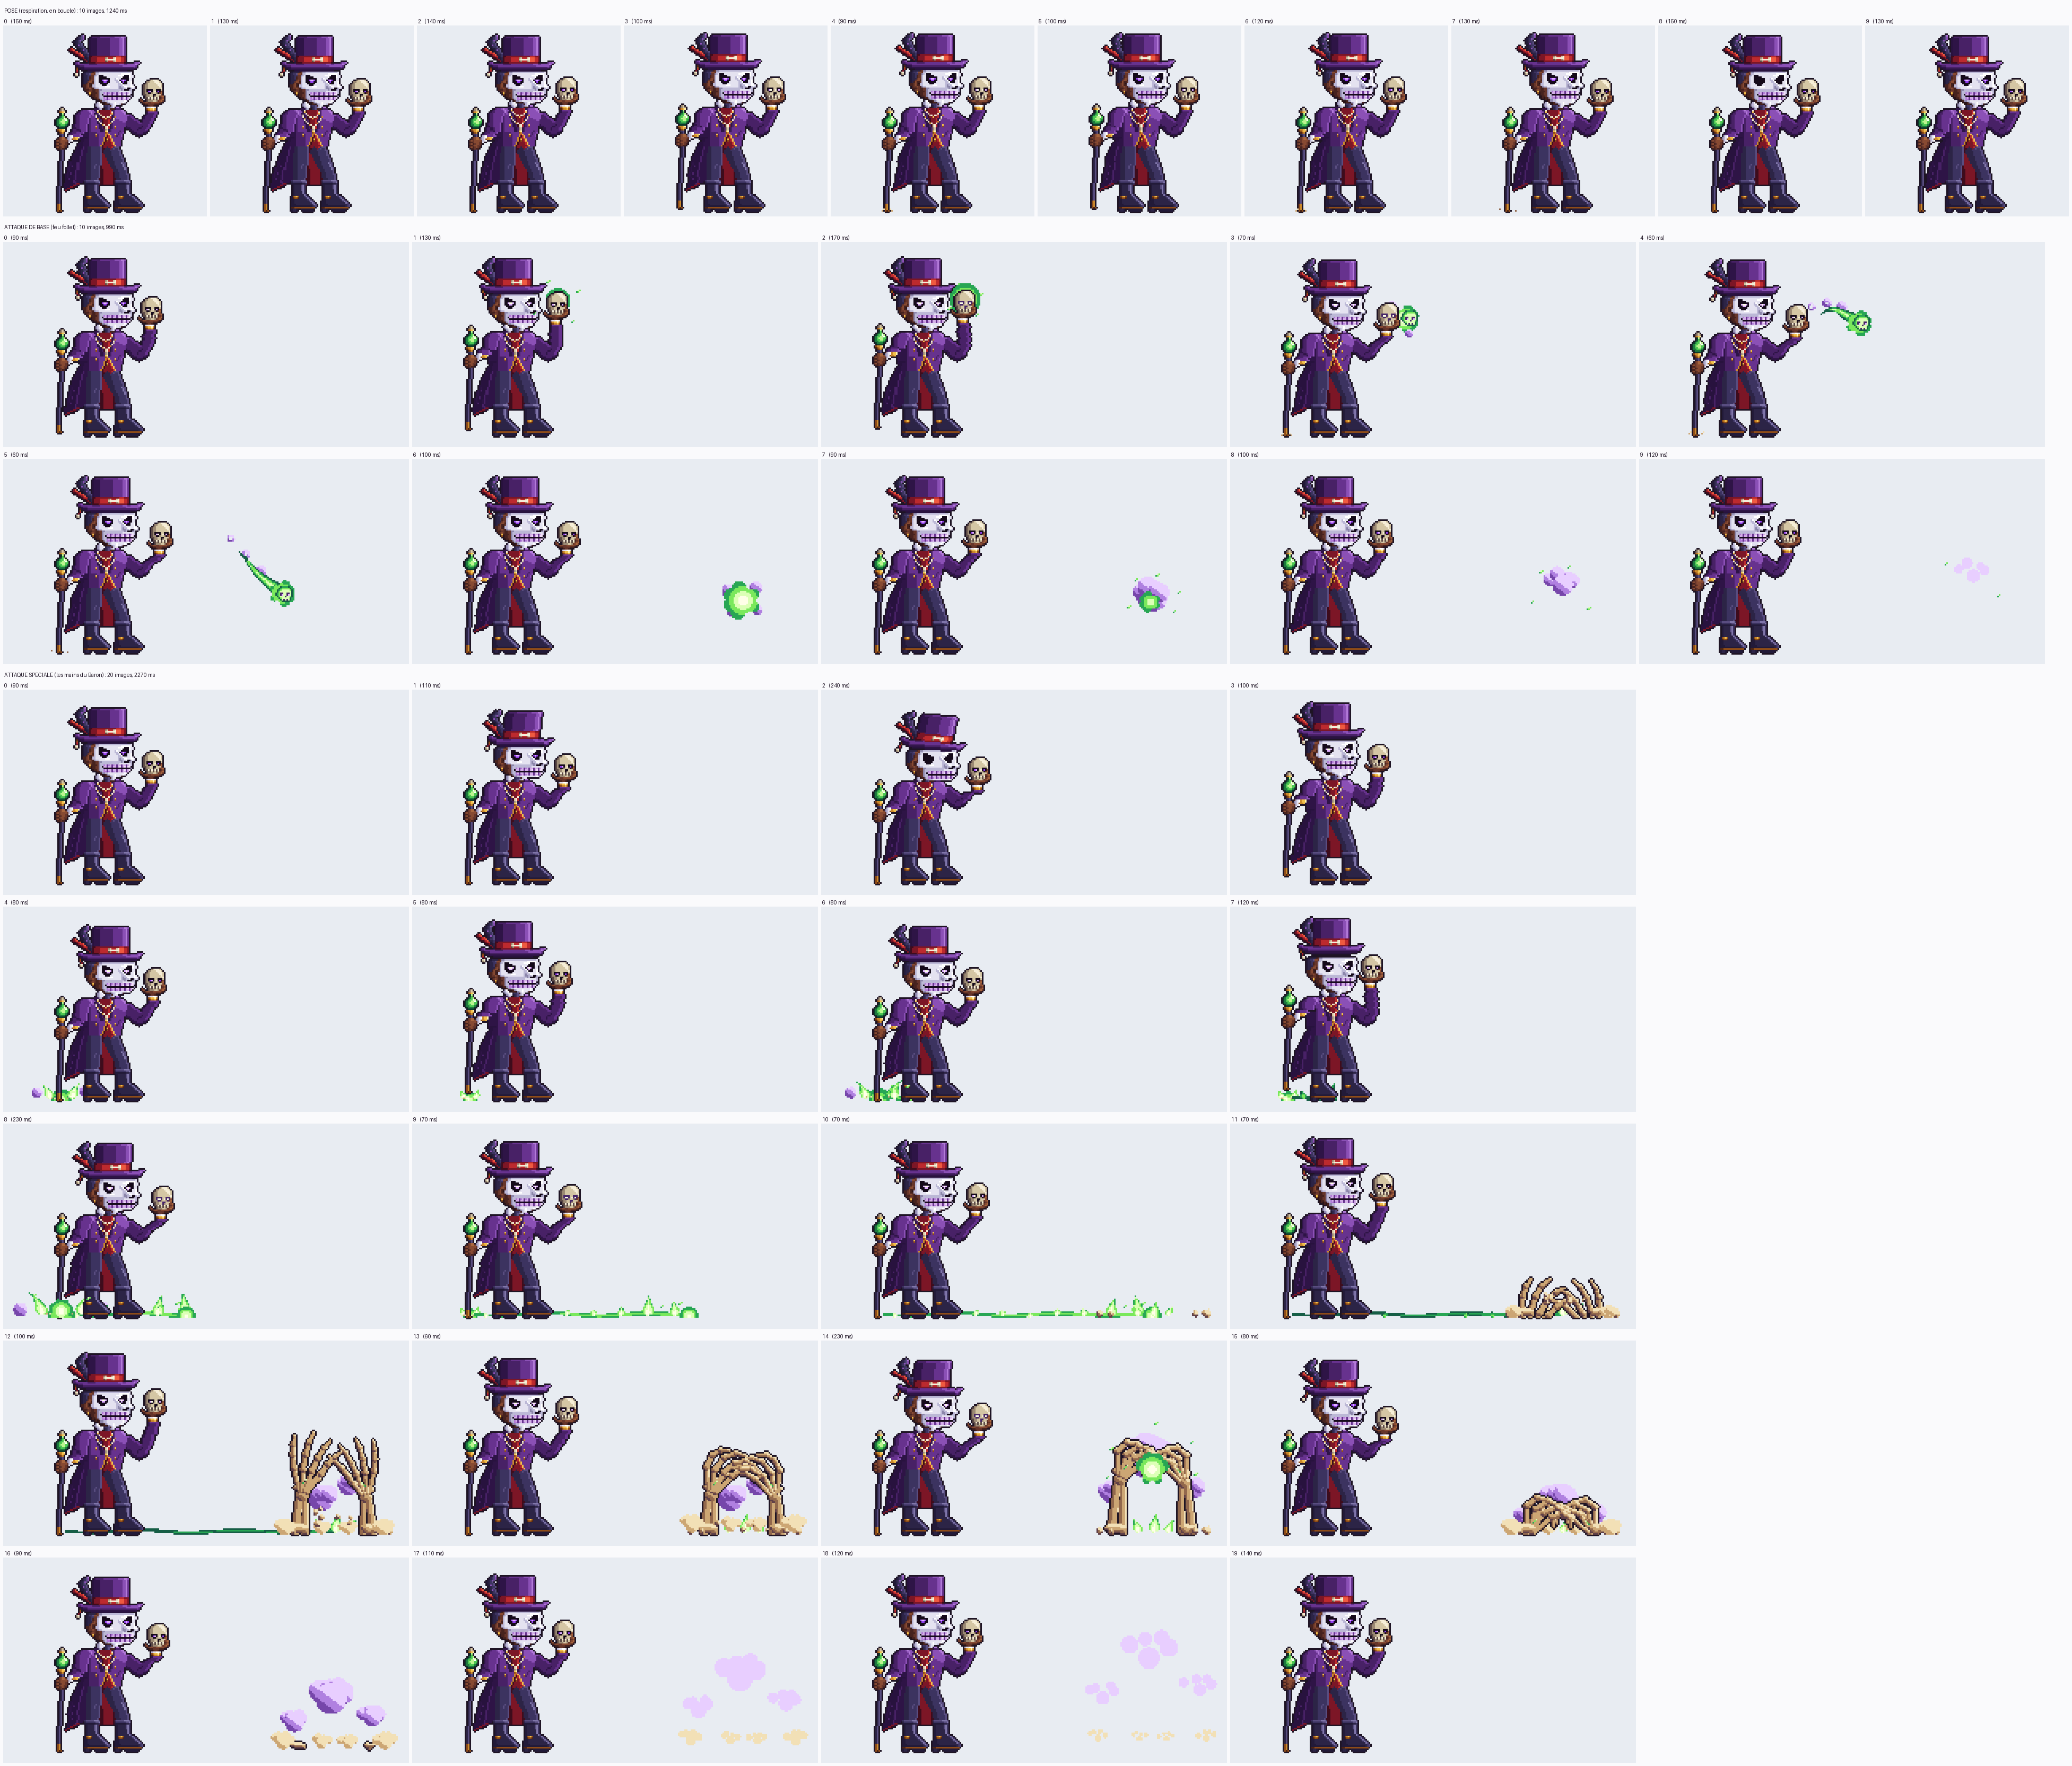 POSE (respiration, en boucle) : 10 images, 1240 ms
0 (150 ms) 1 (130 ms) 2 (140 ms) 3 (100 ms) 4 (90 ms) 5 (100 ms) 6 (120 ms) 7 (130 ms) 8 (150 ms) 9 (130 ms)
ATTAQUE DE BASE (feu follet) : 10 images, 990 ms
0 (90 ms) 1 (130 ms) 2 (170 ms) 3 (70 ms) 4 (60 ms)
5 (60 ms) 6 (100 ms) 7 (90 ms) 8 (100 ms) 9 (120 ms)
ATTAQUE SPECIALE (les mains du Baron) : 20 images, 2270 ms
0 (90 ms) 1 (110 ms) 2 (240 ms) 3 (100 ms)
4 (80 ms) 5 (80 ms) 6 (80 ms) 7 (120 ms)
8 (230 ms) 9 (70 ms) 10 (70 ms) 11 (70 ms)
12 (100 ms) 13 (60 ms) 14 (230 ms) 15 (80 ms)
16 (90 ms) 17 (110 ms) 18 (120 ms) 19 (140 ms)